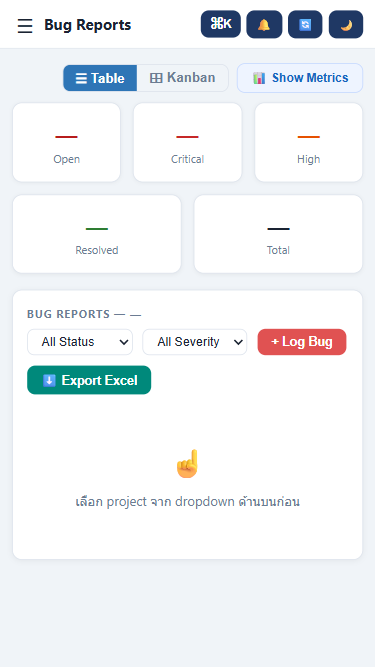 ☰ Bug Reports ⌘K
Table Kanban Show Metrics
— — —
Open Critical High
— —
Resolved Total
BUG REPORTS — —
All Status All Severity + Log Bug
Export Excel
เลือก project จาก dropdown ด้านบนก่อน